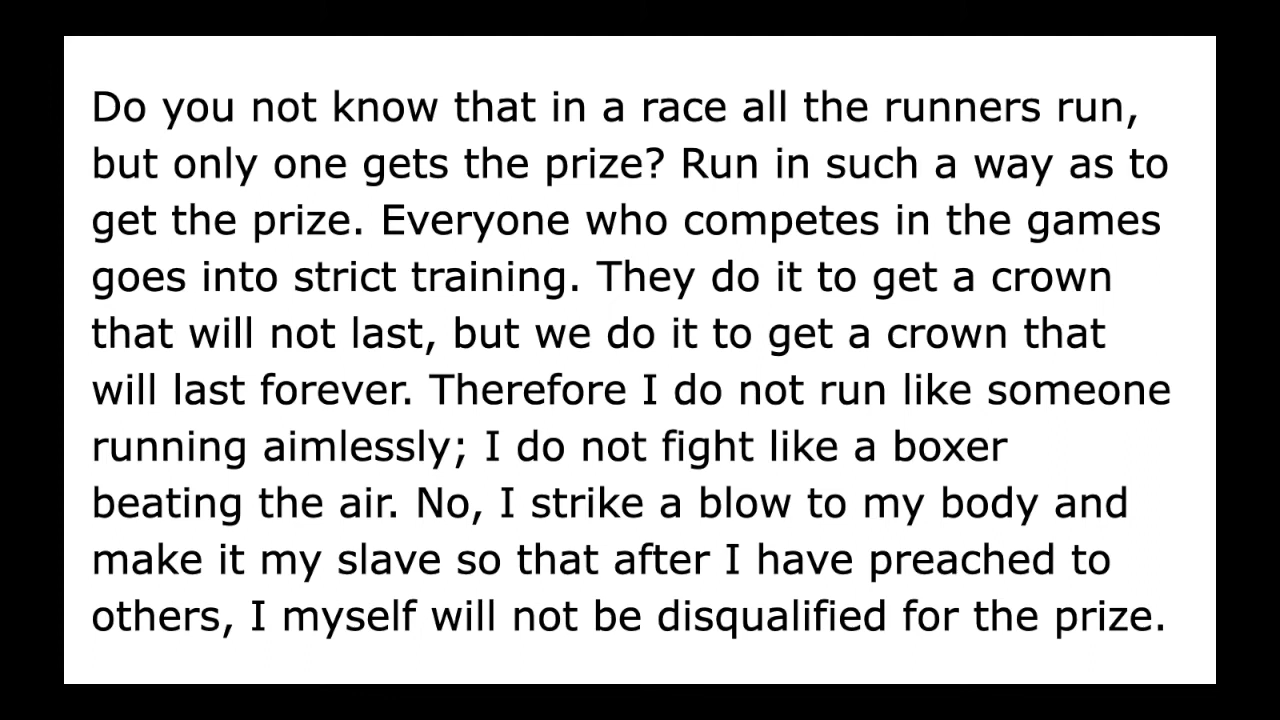 Do you not know that in a race all the runners run,
but only one gets the prize? Run in such a way as to
get the prize. Everyone who competes in the games
goes into strict training. They do it to get a crown
that will not last, but we do it to get a crown that
will last forever. Therefore I do not run like someone
running aimlessly; I do not fight like a boxer
beating the air. No, I strike a blow to my body and
make it my slave so that after I have preached to
others, I myself will not be disqualified for the prize.